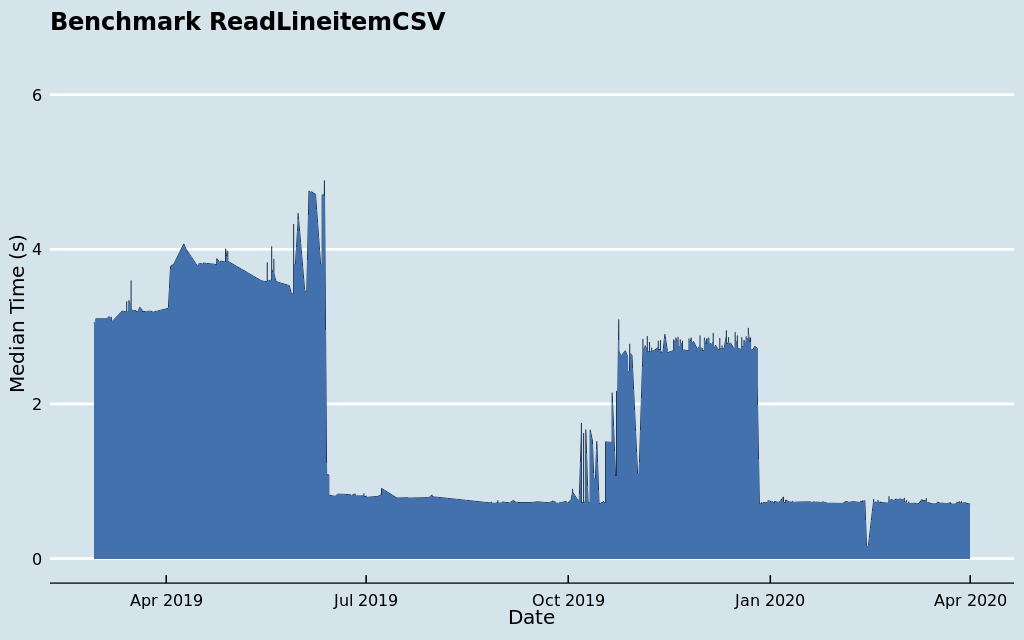 Benchmark ReadLineitemCSV
Median Time (s)
6
4
2
0
Apr 2019
Jul 2019
Oct 2019
Jan 2020
Apr 2020
Date